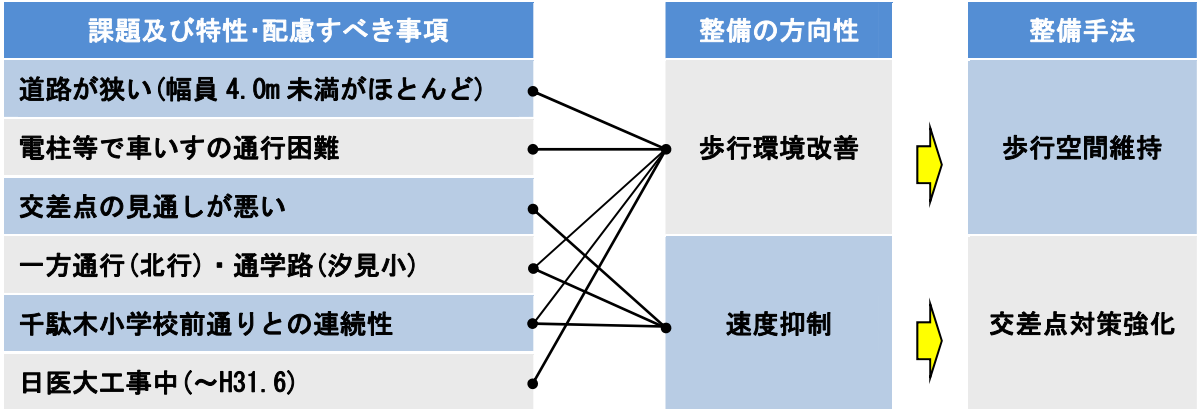 課題及び特性・配慮すべき事項
整備の方向性
整備手法
道路が狭い(幅員 4.0m 未満がほとんど)
電柱等で車いすの通行困難
交差点の見通しが悪い
一方通行(北行)・通学路(汐見小)
千駄木小学校前通りとの連続性
日医大工事中(～H31.6)
歩行環境改善
速度抑制
歩行空間維持
交差点対策強化